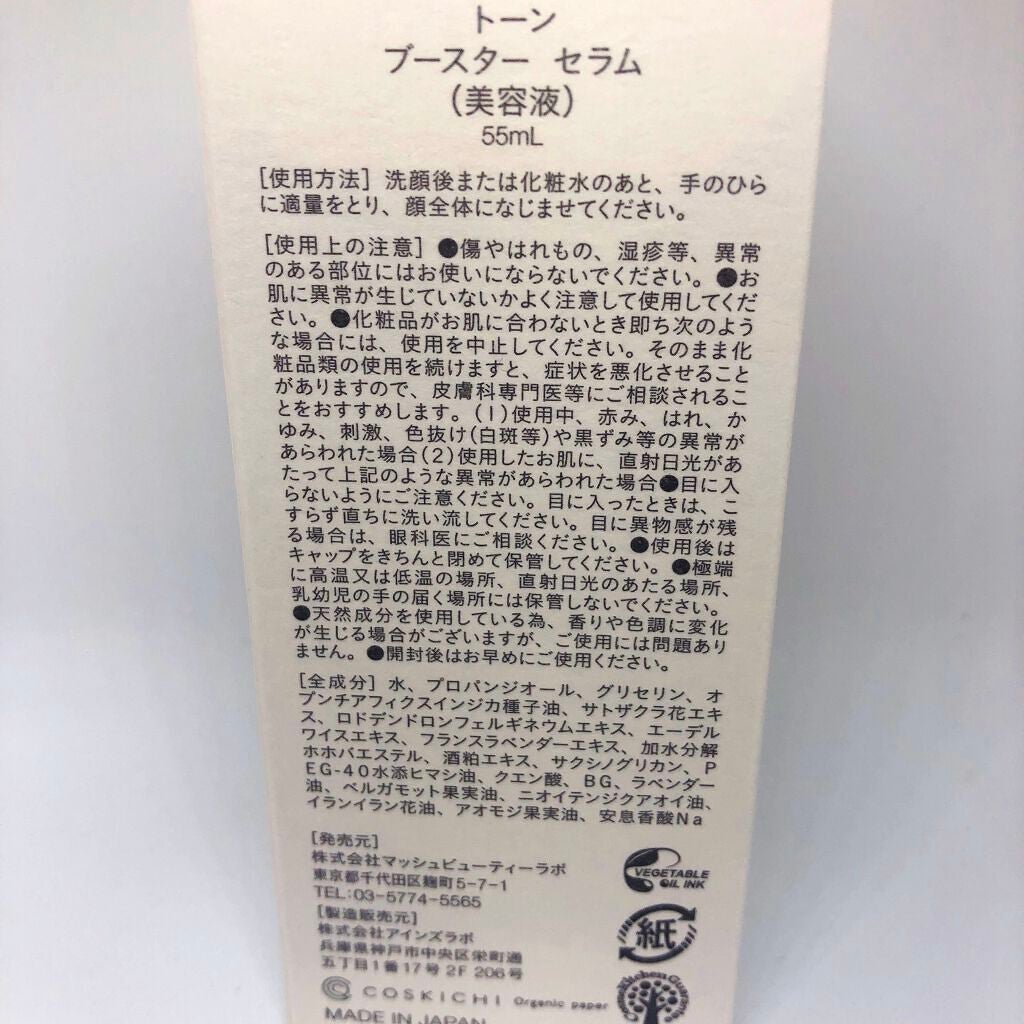 トーン
ブースター セラム
(美容液)
55mL
[使用方法] 洗顔後または化粧水のあと、手のひら
に適量をとり、顔全体になじませてください。
[使用上の注意] ●傷やはれもの、湿疹等、異常
のある部位にはお使いにならないでください。●お
肌に異常が生じていないかよく注意して使用してくだ
さい。●化粧品がお肌に合わないとき即ち次のよう
な場合には、使用を中止してください。そのまま化
粧品類の使用を続けますと、症状を悪化させること
がありますので、皮膚科専門医等にご相談されるこ
とをおすすめします。(1)使用中、赤み、はれ、か
ゆみ、刺激、色抜け(白斑等)や黒ずみ等の異常が
あらわれた場合(2)使用したお肌に、直射日光があ
たって上記のような異常があらわれた場合●目に入
らないようにご注意ください。目に入ったときは、こ
すらず直ちに洗い流してください。目に異物感が残
る場合は、眼科医にご相談ください。●使用後は
キャップをきちんと閉めて保管してください。●極端
に高温又は低温の場所、直射日光のあたる場所、
乳幼児の手の届く場所には保管しないでください。
●天然成分を使用している為、香りや色調に変化
が生じる場合がございますが、ご使用には問題あり
ません。●開封後はお早めにご使用ください。
[全成分] 水、プロパンジオール、グリセリン、オ
プンチアフィクスインジカ種子油、サトザクラ花エキ
ス、ロドデンドロンフェルギネウムエキス、エーデル
ワイスエキス、フランスラベンダーエキス、加水分解
ホホバエステル、酒粕エキス、サクシノグリカン、P
EG-40水添ヒマシ油、クエン酸、BG、ラベンダー
油、ベルガモット果実油、ニオイテンジクアオイ油、
イランイラン花油、アオモジ果実油、安息香酸Na
[発売元]
株式会社マッシュビューティーラボ
東京都千代田区麹町5-7-1
TEL:03-5774-5565
[製造販売元]
株式会社アインズラボ
兵庫県神戸市中央区栄町通
五丁目1番17号 2F 206号
VEGETABLE
OIL INK
紙
COSKICHI Organic paper
MADE IN JAPAN